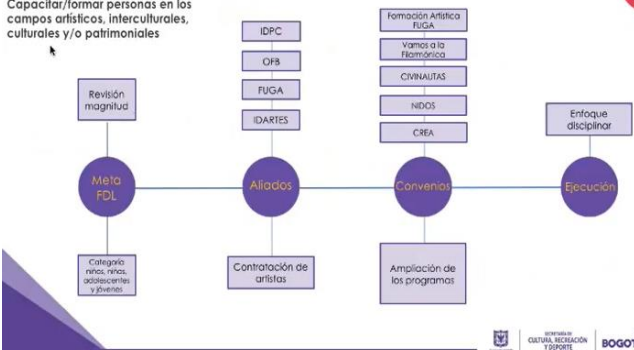 Capacitar/formar personas en los
campos artísticos, interculturales,
culturales y/o patrimoniales
IDPC
OFB
FUGA
IDARTES
Formación Artística
FUGA
Vamos a la
Filarmónica
CIVINAUTAS
NIDOS
CREA
Revisión
magnitud
Enfoque
disciplinar
Meta
FDL
Aliados
Convenios
Ejecución
Categoría
niños, niñas,
adolescentes
y jóvenes
Contratación de
artistas
Ampliación de
los programas
SECRETARÍA DE
CULTURA, RECREACIÓN
Y DEPORTE
BOGOT